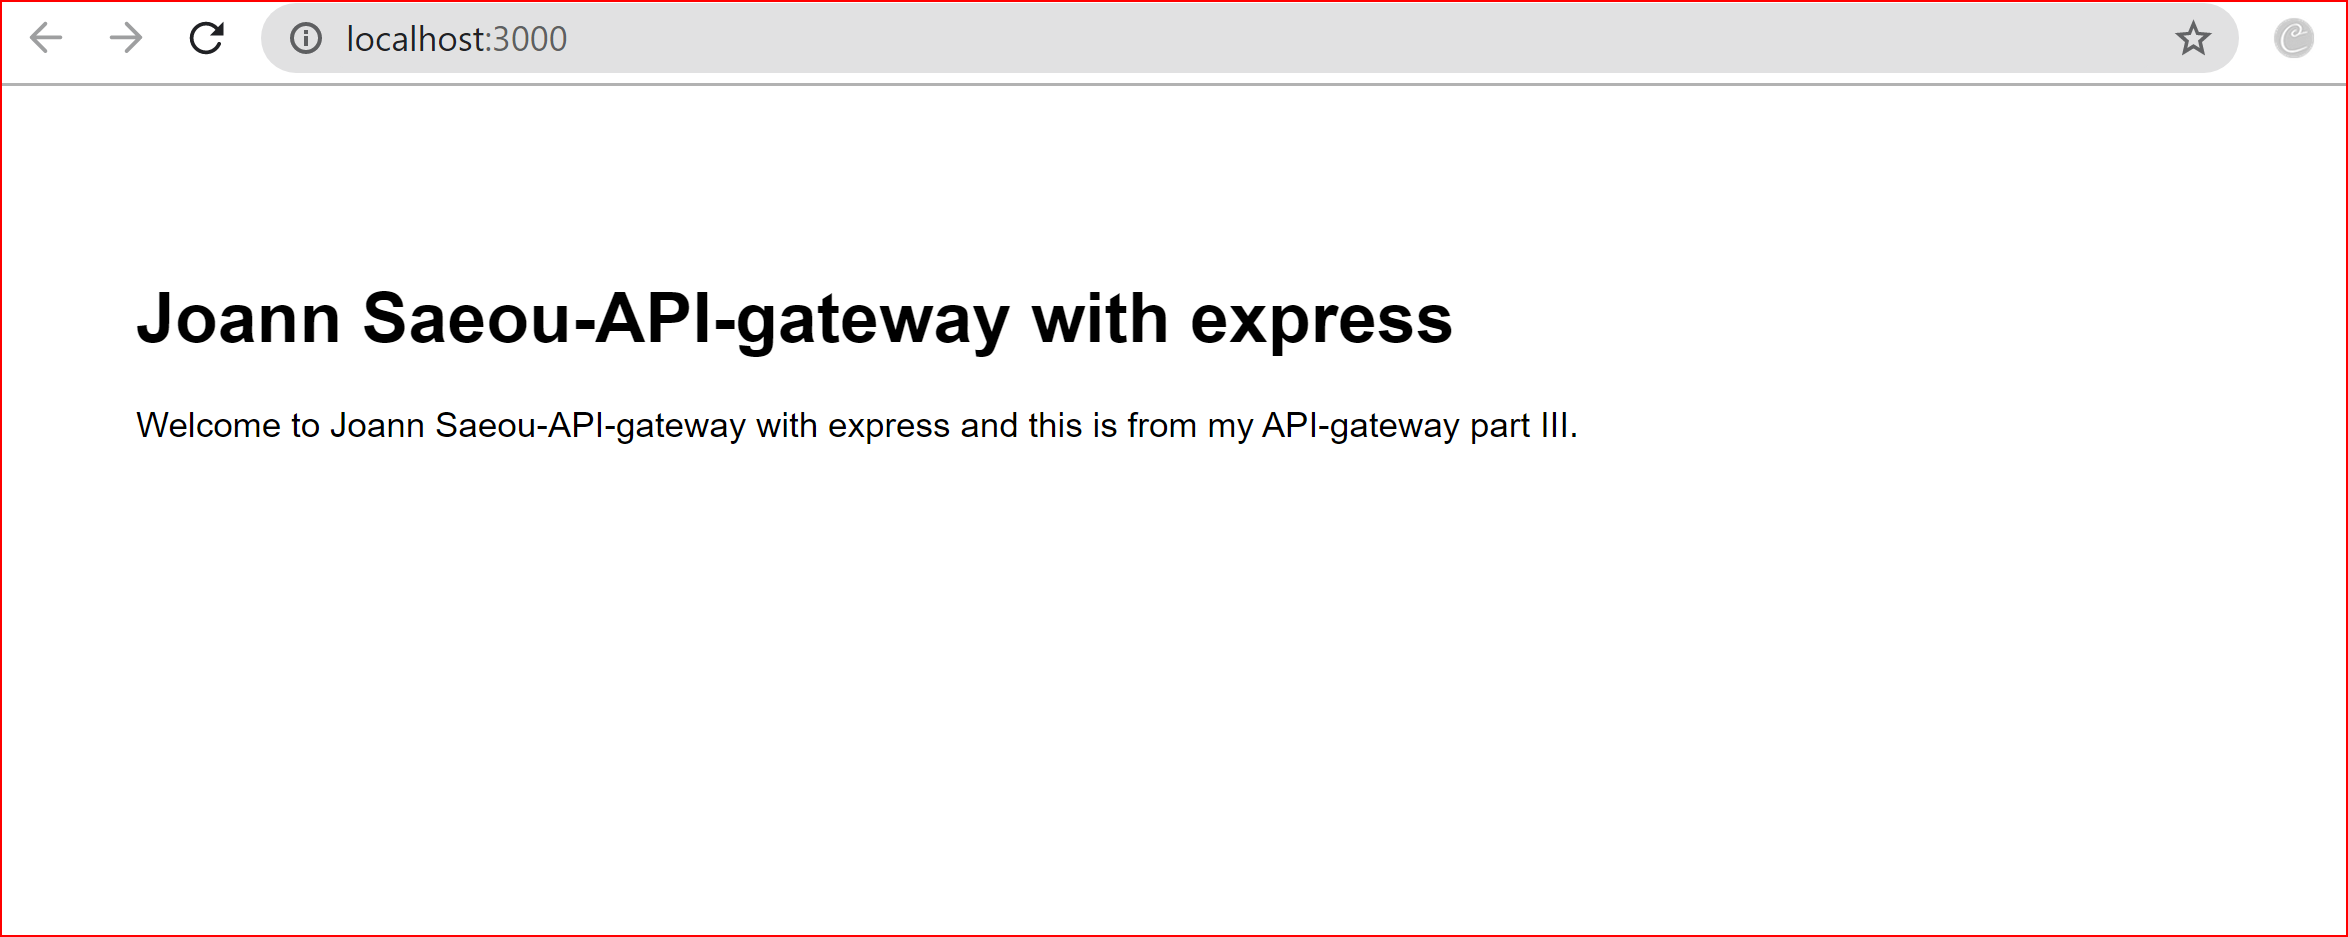 localhost:3000
Joann Saeou-API-gateway with express
Welcome to Joann Saeou-API-gateway with express and this is from my API-gateway part III.